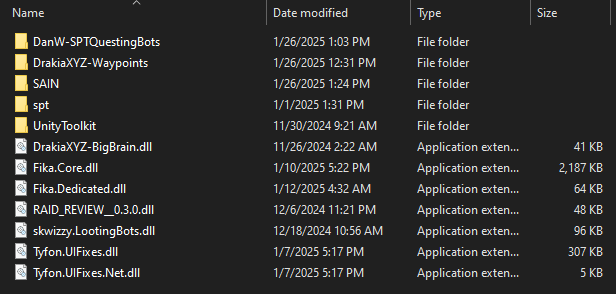 Name Date modified Type Size
DanW-SPTQuestingBots 1/26/2025 1:03 PM File folder
DrakiaXYZ-Waypoints 1/26/2025 12:31 PM File folder
SAIN 1/26/2025 1:24 PM File folder
spt 1/1/2025 1:31 PM File folder
UnityToolkit 11/30/2024 9:21 AM File folder
DrakiaXYZ-BigBrain.dll 11/26/2024 2:22 AM Application exten... 41 KB
Fika.Core.dll 1/10/2025 5:22 PM Application exten... 2,187 KB
Fika.Dedicated.dll 1/12/2025 4:32 AM Application exten... 64 KB
RAID_REVIEW__0.3.0.dll 12/6/2024 11:21 PM Application exten... 48 KB
skwizzy.LootingBots.dll 12/18/2024 10:56 AM Application exten... 96 KB
Tyfon.UIFixes.dll 1/7/2025 5:17 PM Application exten... 307 KB
Tyfon.UIFixes.Net.dll 1/7/2025 5:17 PM Application exten... 5 KB